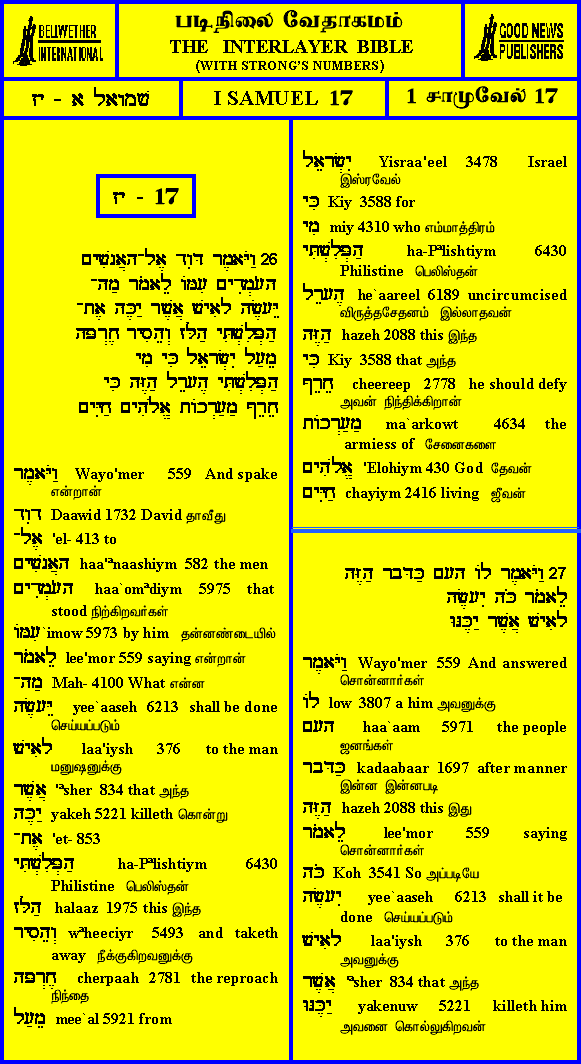 BELLWETHER
INTERNATIONAL
படிநிலை வேதாகமம்
THE INTERLAYER BIBLE
(WITH STRONG'S NUMBERS)
GOOD NEWS
PUBLISHERS
שמואל א - יז
I SAMUEL 17
1 சாமுவேல் 17
יז - 17
26 וַיֹּאמֶר דָּוִד אֶל־הָאֲנָשִׁים
הָעֹמְדִים עִמּוֹ לֵאמֹר מַה־
יֵּעָשֶׂה לָאִישׁ אֲשֶׁר יַכֶּה אֶת־
הַפְּלִשְׁתִּי הַלָּז וְהֵסִיר חֶרְפָּה
מֵעַל יִשְׂרָאֵל כִּי מִי
הַפְּלִשְׁתִּי הֶעָרֵל הַזֶּה כִּי
חֵרֵף מַעַרְכוֹת אֱלֹהִים חַיִּים
וַיֹּאמֶר Wayo'mer 559 And spake
என்றான்
דָּוִד Daawid 1732 David தாவீது
אֶל־ 'el- 413 to
הָאֲנָשִׁים haa'ªnaashiym 582 the men
הָעֹמְדִים haa`omªdiym 5975 that
stood நிற்கிறவர்கள்
עִמּוֹ `imow 5973 by him தன்னண்டையில்
לֵאמֹר lee'mor 559 saying என்றான்
מַה־ Mah- 4100 What என்ன
יֵּעָשֶׂה yee`aaseh 6213 shall be done
செய்யப்படும்
לָאִישׁ laa'iysh 376 to the man
மனுஷனுக்கு
אֲשֶׁר 'ªsher 834 that அந்த
יַכֶּה yakeh 5221 killeth கொன்று
אֶת־ 'et- 853
הַפְּלִשְׁתִּי ha-Pªlishtiym 6430
Philistine பெலிஸ்தன்
הַלָּז halaaz 1975 this இந்த
וְהֵסִיר wªheeciyr 5493 and taketh
away நீக்குகிறவனுக்கு
חֶרְפָּה cherpaah 2781 the reproach
நிந்தை
מֵעַל mee`al 5921 from
יִשְׂרָאֵל Yisraa'eel 3478 Israel
இஸ்ரவேல்
כִּי Kiy 3588 for
מִי miy 4310 who எம்மாத்திரம்
הַפְּלִשְׁתִּי ha-Pªlishtiym 6430
Philistine பெலிஸ்தன்
הֶעָרֵל he`aareel 6189 uncircumcised
விருத்தசேதனம் இல்லாதவன்
הַזֶּה hazeh 2088 this இந்த
כִּי Kiy 3588 that அந்த
חֵרֵף cheereep 2778 he should defy
அவன் நிந்திக்கிறான்
מַעַרְכוֹת ma`arkowt 4634 the
armiess of சேனைகளை
אֱלֹהִים 'Elohiym 430 God தேவன்
חַיִּים chayiym 2416 living ஜீவன்
27 וַיֹּאמֶר לוֹ הָעָם כַּדָּבָר הַזֶּה
לֵאמֹר כֹּה יֵעָשֶׂה
לָאִישׁ אֲשֶׁר יַכֶּנּוּ
וַיֹּאמֶר Wayo'mer 559 And answered
சொன்னார்கள்
לוֹ low 3807 a him அவனுக்கு
הָעָם haa`aam 5971 the people
ஜனங்கள்
כַּדָּבָר kadaabaar 1697 after manner
இன்ன இன்னபடி
הַזֶּה hazeh 2088 this இது
לֵאמֹר lee'mor 559 saying
சொன்னார்கள்
כֹּה Koh 3541 So அப்படியே
יֵעָשֶׂה yee`aaseh 6213 shall it be
done செய்யப்படும்
לָאִישׁ laa'iysh 376 to the man
அவனுக்கு
אֲשֶׁר 'ªsher 834 that அந்த
יַכֶּנּוּ yakenuw 5221 killeth him
அவனை கொல்லுகிறவன்